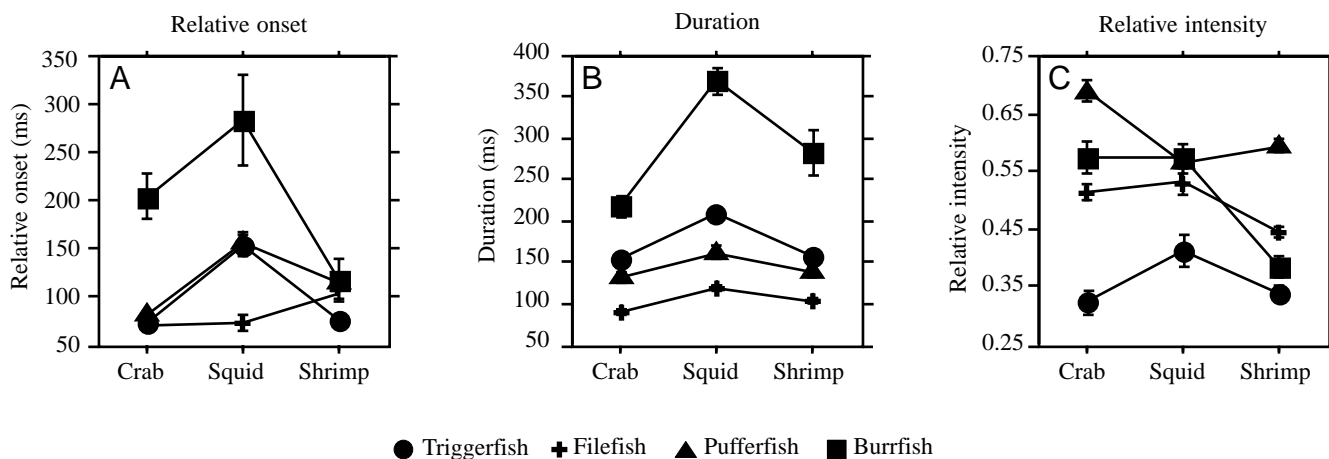 Relative onset
Duration
Relative intensity
A
B
C
Relative onset (ms)
350
300
250
200
150
100
50
Crab
Squid
Shrimp
Duration (ms)
400
350
300
250
200
150
100
50
Crab
Squid
Shrimp
Relative intensity
0.75
0.65
0.55
0.45
0.35
0.25
Crab
Squid
Shrimp
Triggerfish Filefish Pufferfish Burrfish